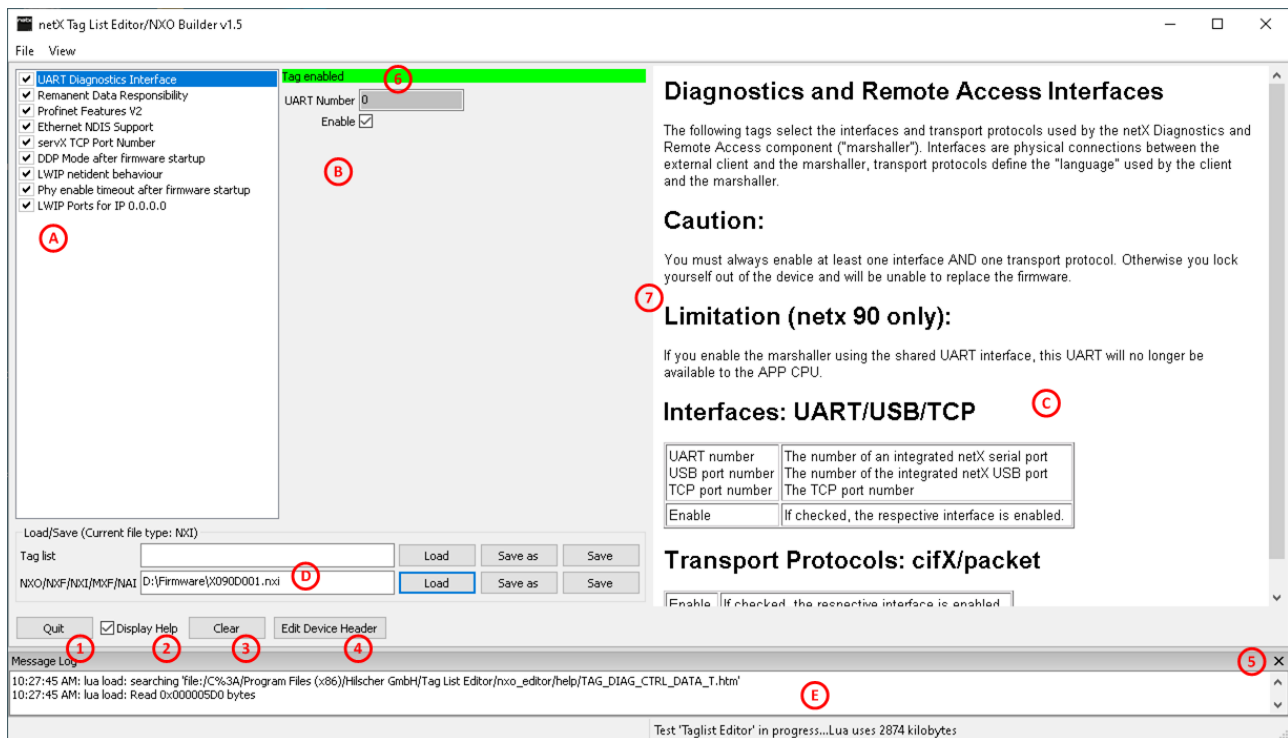 netX Tag List Editor/NXO Builder v1.5
File View
UART Diagnostics Interface
Remanent Data Responsibility
Profinet Features V2
Ethernet NDIS Support
servX TCP Port Number
DDP Mode after firmware startup
LWIP netident behaviour
Phy enable timeout after firmware startup
LWIP Ports for IP 0.0.0.0
A
Tag enabled
6
UART Number 0
Enable
B
7
Diagnostics and Remote Access Interfaces
The following tags select the interfaces and transport protocols used by the netX Diagnostics and
Remote Access component ("marshaller"). Interfaces are physical connections between the
external client and the marshaller, transport protocols define the "language" used by the client
and the marshaller.
Caution:
You must always enable at least one interface AND one transport protocol. Otherwise you lock
yourself out of the device and will be unable to replace the firmware.
Limitation (netx 90 only):
If you enable the marshaller using the shared UART interface, this UART will no longer be
available to the APP CPU.
Interfaces: UART/USB/TCP
C
UART number The number of an integrated netX serial port
USB port number The number of the integrated netX USB port
TCP port number The TCP port number
Enable If checked, the respective interface is enabled.
Transport Protocols: cifX/packet
Enable If checked, the respective interface is enabled
Load/Save (Current file type: NXI)
Tag list Load Save as Save
NXO/NXF/NXI/MXF/NAI D:\Firmware\X090D001.nxi D Load Save as Save
Quit Display Help Clear Edit Device Header
1 2 3 4
Message Log 5
10:27:45 AM: lua load: searching 'file:/C%3A/Program Files (x86)/Hilscher GmbH/Tag List Editor/nxo_editor/help/TAG_DIAG_CTRL_DATA_T.htm'
10:27:45 AM: lua load: Read 0x000005D0 bytes
E
Test 'Taglist Editor' in progress...Lua uses 2874 kilobytes